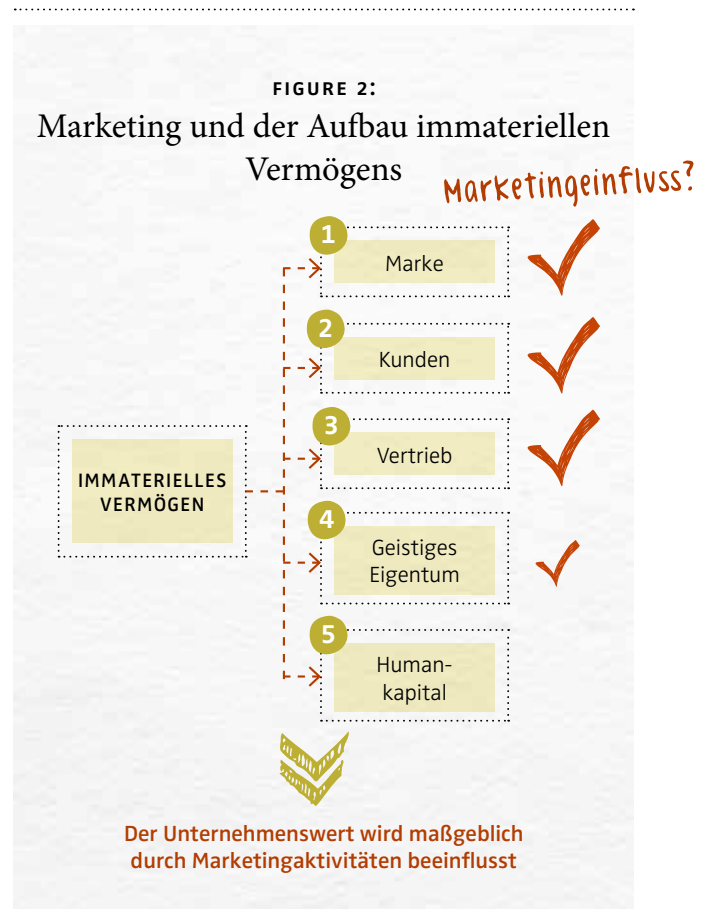 FIGURE 2:
Marketing und der Aufbau immateriellen
Vermögens
Marketingeinfluss?
1
Marke
2
Kunden
3
Vertrieb
IMMATERIELLES
VERMÖGEN
4
Geistiges
Eigentum
5
Human-
kapital
Der Unternehmenswert wird maßgeblich
durch Marketingaktivitäten beeinflusst